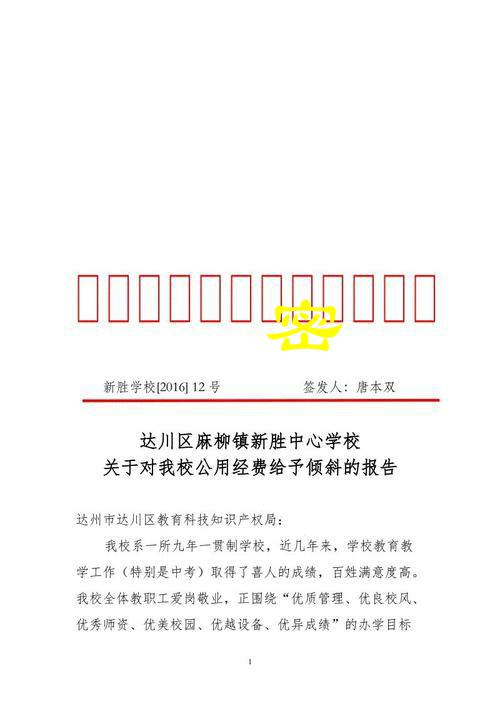 密
新胜学校[2016] 12 号 签发人：唐本双
达川区麻柳镇新胜中心学校
关于对我校公用经费给予倾斜的报告
达州市达川区教育科技知识产权局：
我校系一所九年一贯制学校，近几年来，学校教育教
学工作（特别是中考）取得了喜人的成绩，百姓满意度高。
我校全体教职工爱岗敬业，正围绕“优质管理、优良校风、
优秀师资、优美校园、优越设备、优异成绩”的办学目标
1